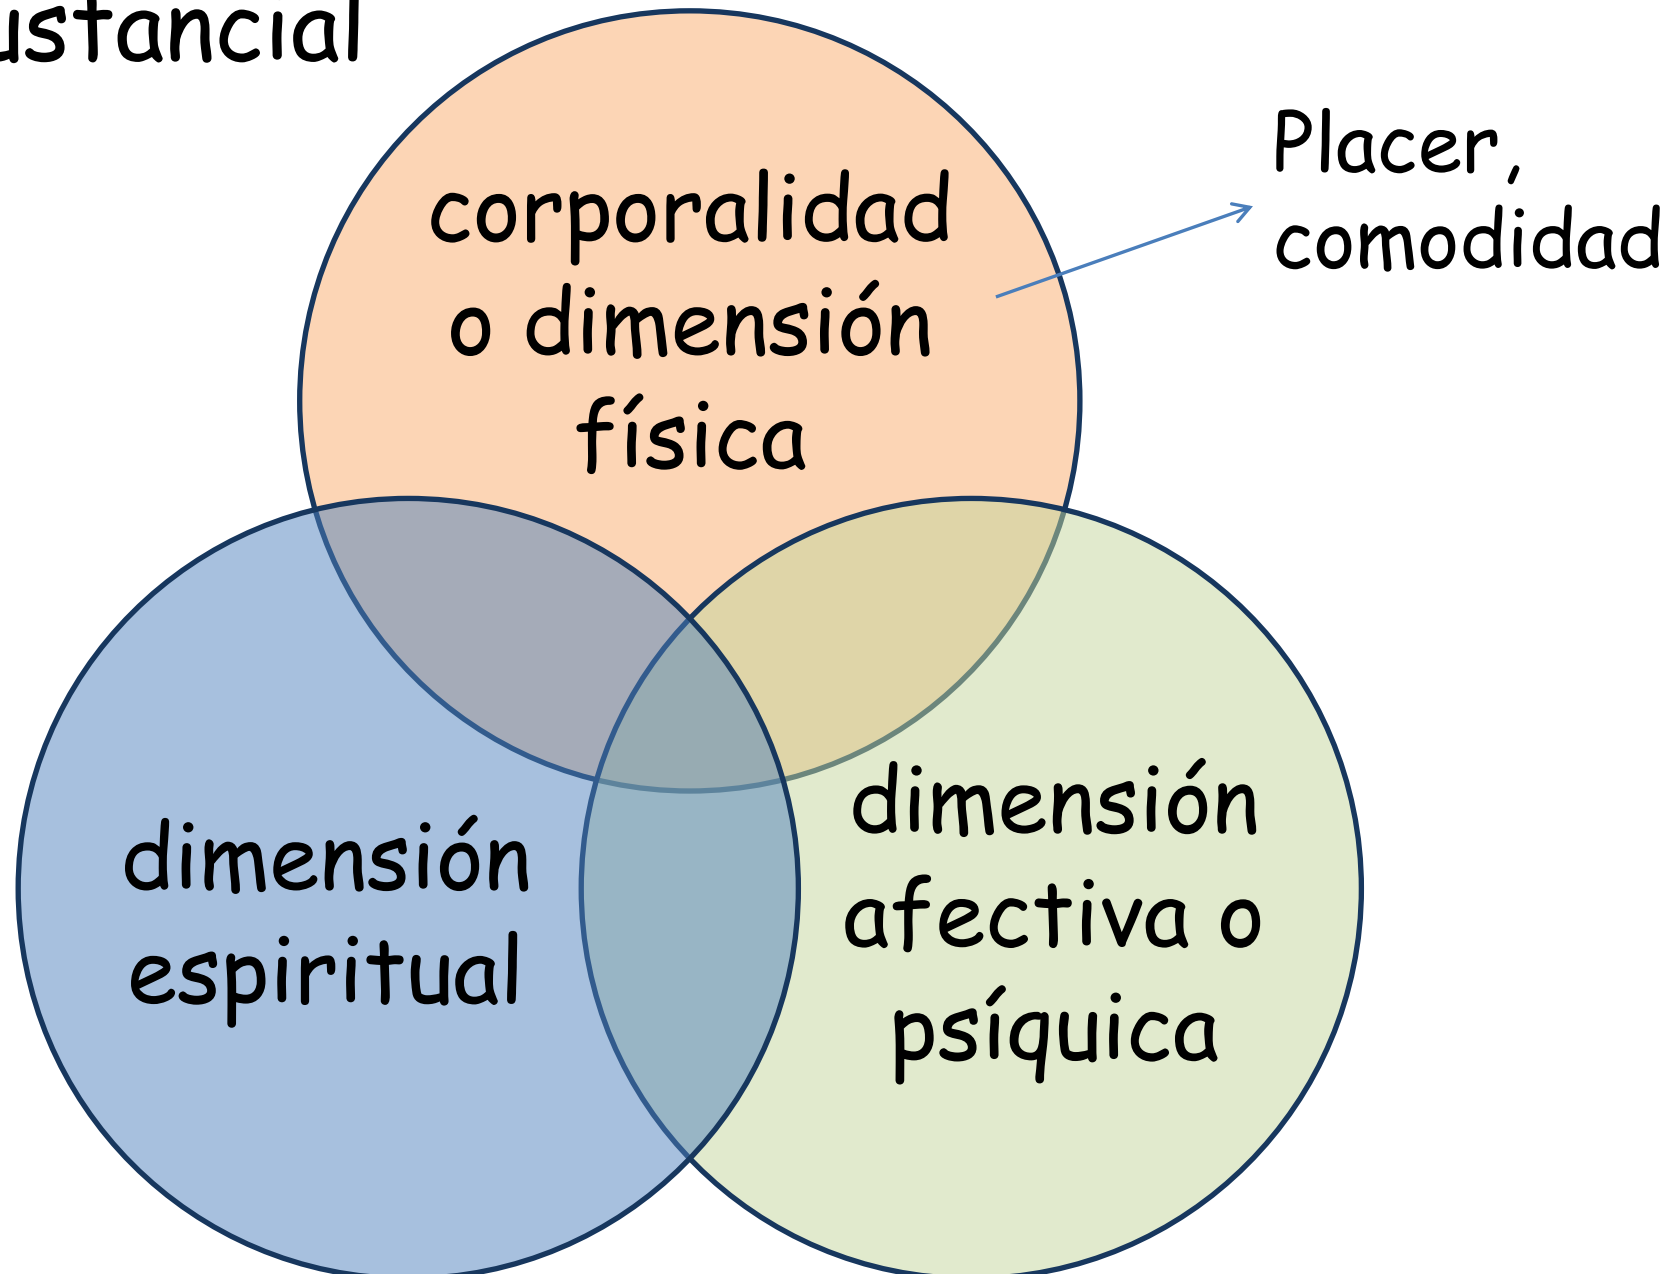 ustancial
Placer,
comodidad
corporalidad
o dimensión
física
dimensión
espiritual
dimensión
afectiva o
psíquica